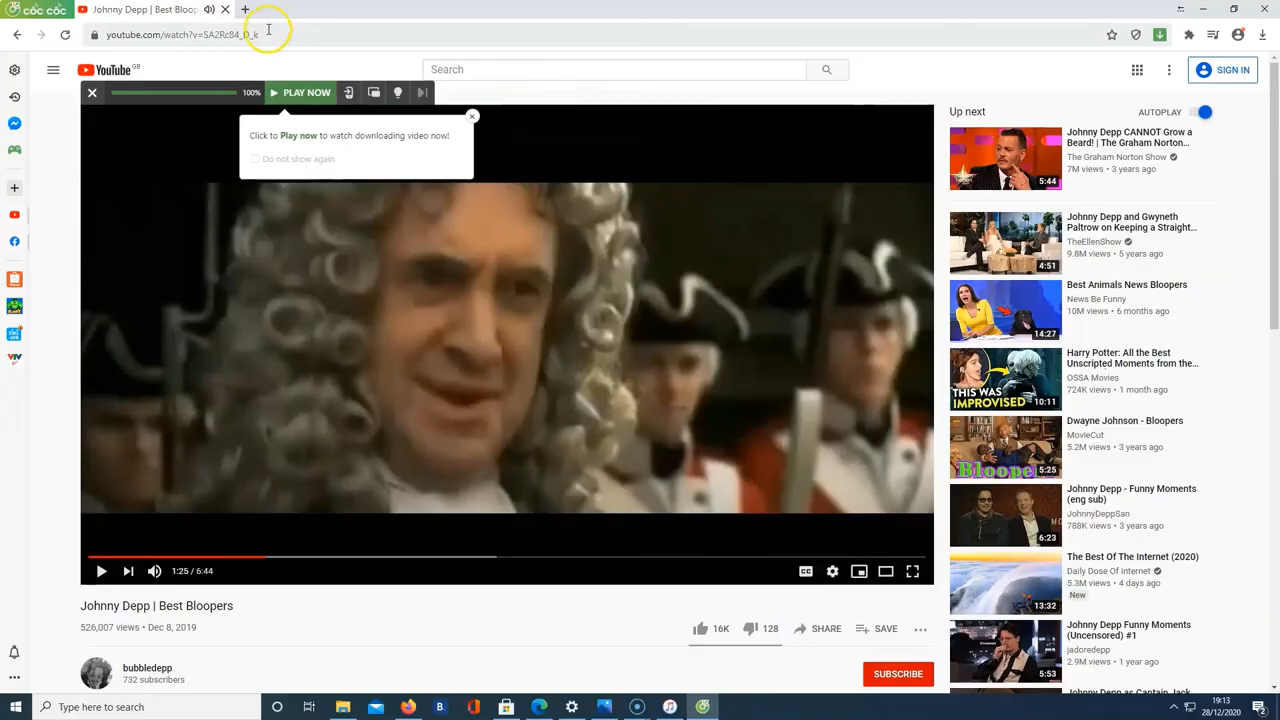 cốc cốc
Johnny Depp | Best Bloop
youtube.com/watch?v=SA2Rc84_D_k
YouTube GB
Search
SIGN IN
100%
PLAY NOW
Click to Play now to watch downloading video now!
Do not show again
1:25 / 6:44
Johnny Depp | Best Bloopers
526,007 views • Dec 8, 2019
16K
128
SHARE
SAVE
bubbledepp
732 subscribers
SUBSCRIBE
Up next
AUTOPLAY
5:44
Johnny Depp CANNOT Grow a
Beard! | The Graham Norton…
The Graham Norton Show
7M views • 3 years ago
4:51
Johnny Depp and Gwyneth
Paltrow on Keeping a Straight…
TheEllenShow
9.8M views • 5 years ago
14:27
Best Animals News Bloopers
News Be Funny
10M views • 6 months ago
THIS WAS
IMPROVISED
10:11
Harry Potter: All the Best
Unscripted Moments from the…
OSSA Movies
724K views • 1 month ago
Bloope
5:25
Dwayne Johnson - Bloopers
MovieCut
5.2M views • 3 years ago
6:23
Johnny Depp - Funny Moments
(eng sub)
JohnnyDeppSan
788K views • 3 years ago
13:32
The Best Of The Internet (2020)
Daily Dose Of Internet
5.3M views • 4 days ago
New
5:53
Johnny Depp Funny Moments
(Uncensored) #1
jadoredepp
2.9M views • 1 year ago
Johnny Depp as Captain Jack
Type here to search
19:13
28/12/2020
2